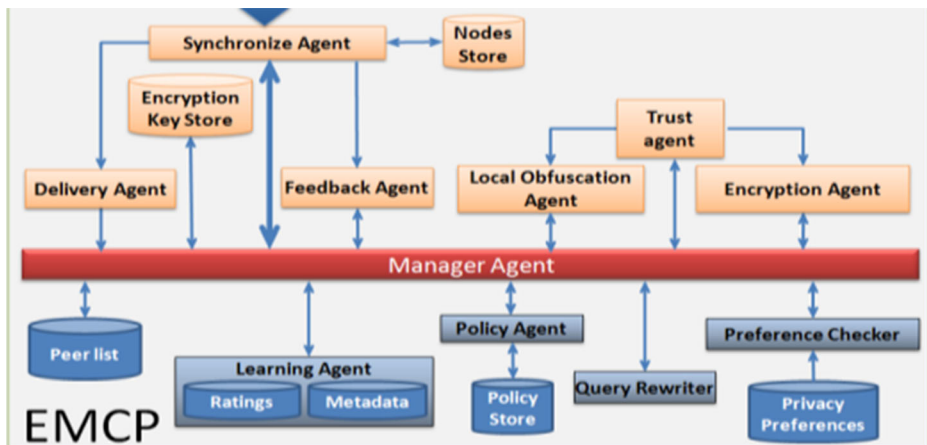 Synchronize Agent
Nodes
Store
Encryption
Key Store
Trust
agent
Delivery Agent
Feedback Agent
Local Obfuscation
Agent
Encryption Agent
Manager Agent
Peer list
Policy Agent
Preference Checker
Learning Agent
Ratings
Metadata
Policy
Store
Query Rewriter
Privacy
Preferences
EMCP